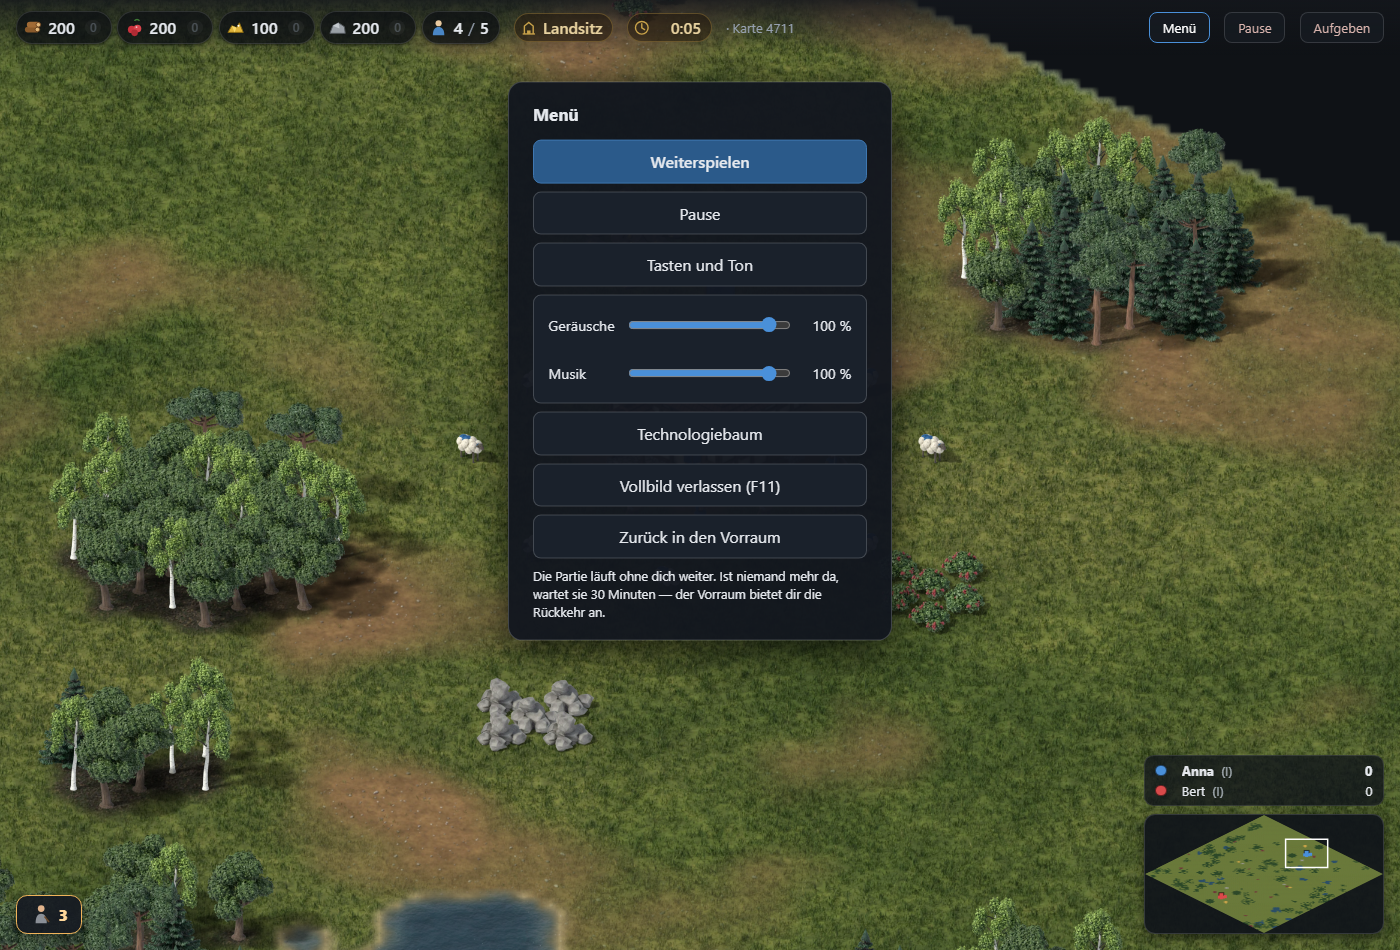 200 0 200 0 100 0 200 0 4 / 5 Landsitz 0:05 · Karte 4711 Menü Pause Aufgeben
Menü
Weiterspielen
Pause
Tasten und Ton
Geräusche 100 %
Musik 100 %
Technologiebaum
Vollbild verlassen (F11)
Zurück in den Vorraum
Die Partie läuft ohne dich weiter. Ist niemand mehr da,
wartet sie 30 Minuten — der Vorraum bietet dir die
Rückkehr an.
Anna (I) 0
Bert (I) 0
3